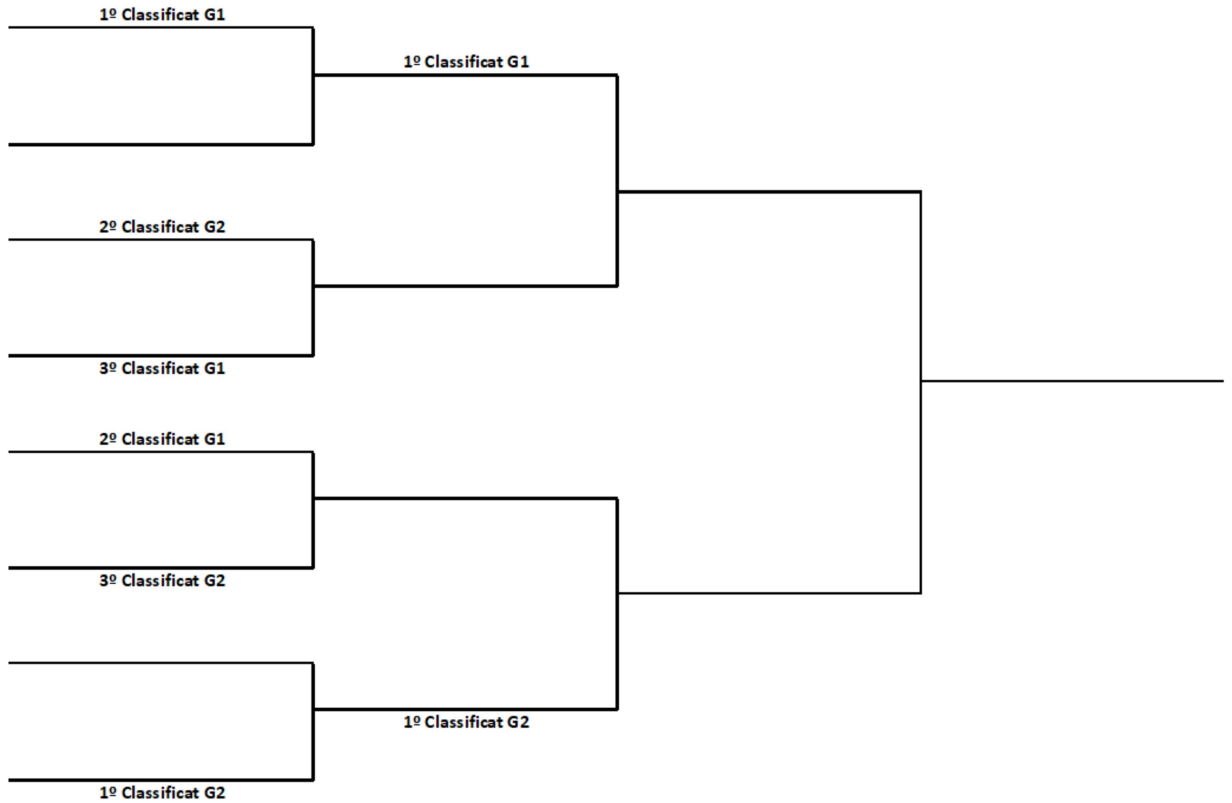 1º Classificat G1
1º Classificat G1
2º Classificat G2
3º Classificat G1
2º Classificat G1
3º Classificat G2
1º Classificat G2
1º Classificat G2